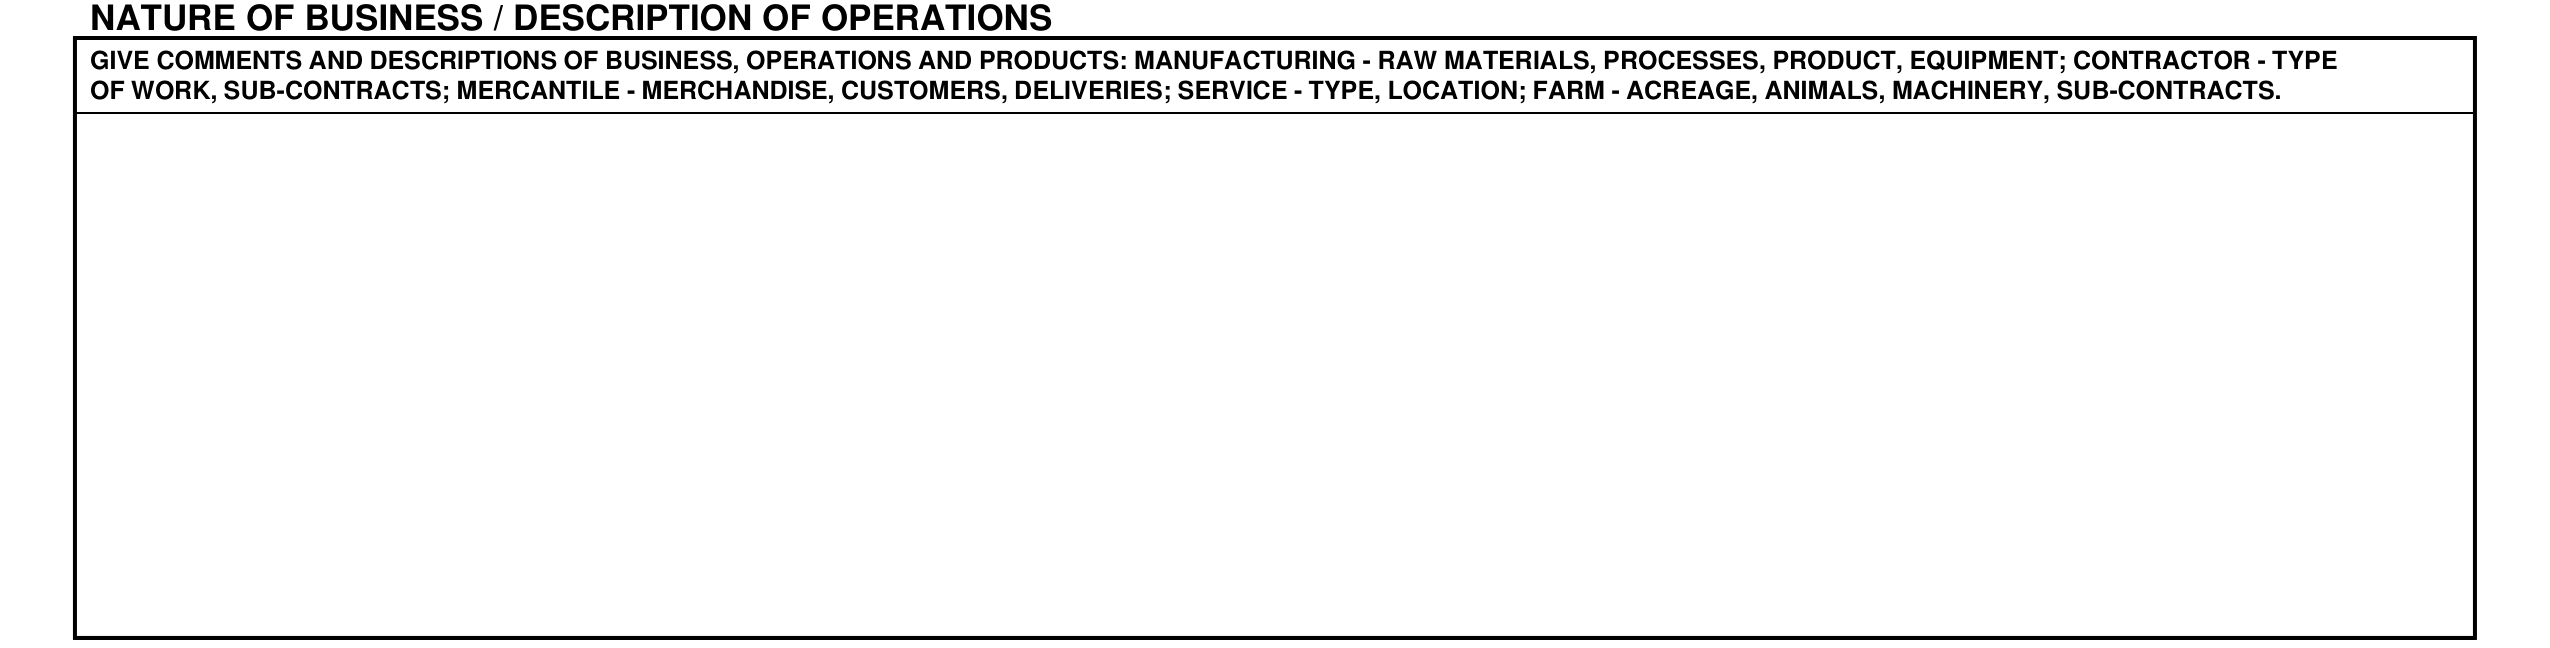 NATURE OF BUSINESS / DESCRIPTION OF OPERATIONS
GIVE COMMENTS AND DESCRIPTIONS OF BUSINESS, OPERATIONS AND PRODUCTS: MANUFACTURING - RAW MATERIALS, PROCESSES, PRODUCT, EQUIPMENT; CONTRACTOR - TYPE
OF WORK, SUB-CONTRACTS; MERCANTILE - MERCHANDISE, CUSTOMERS, DELIVERIES; SERVICE - TYPE, LOCATION; FARM - ACREAGE, ANIMALS, MACHINERY, SUB-CONTRACTS.